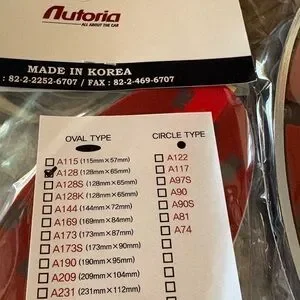 Autoria
ALL ABOUT THE CAR
MADE IN KOREA
: 82-2-2252-6707 / FAX : 82-2-469-6707
OVAL TYPE
CIRCLE TYPE
A115 (115mm×57mm)
A128 (128mm×65mm)
A128S (128mm×65mm)
A128K (128mm×65mm)
A144 (144mm×72mm)
A169 (169mm×84mm)
A173 (173mm×87mm)
A173S (173mm×90mm)
A190 (190mm×95mm)
A209 (209mm×104mm)
A231 (231mm×112mm)
A122
A117
A97S
A90
A90S
A81
A74